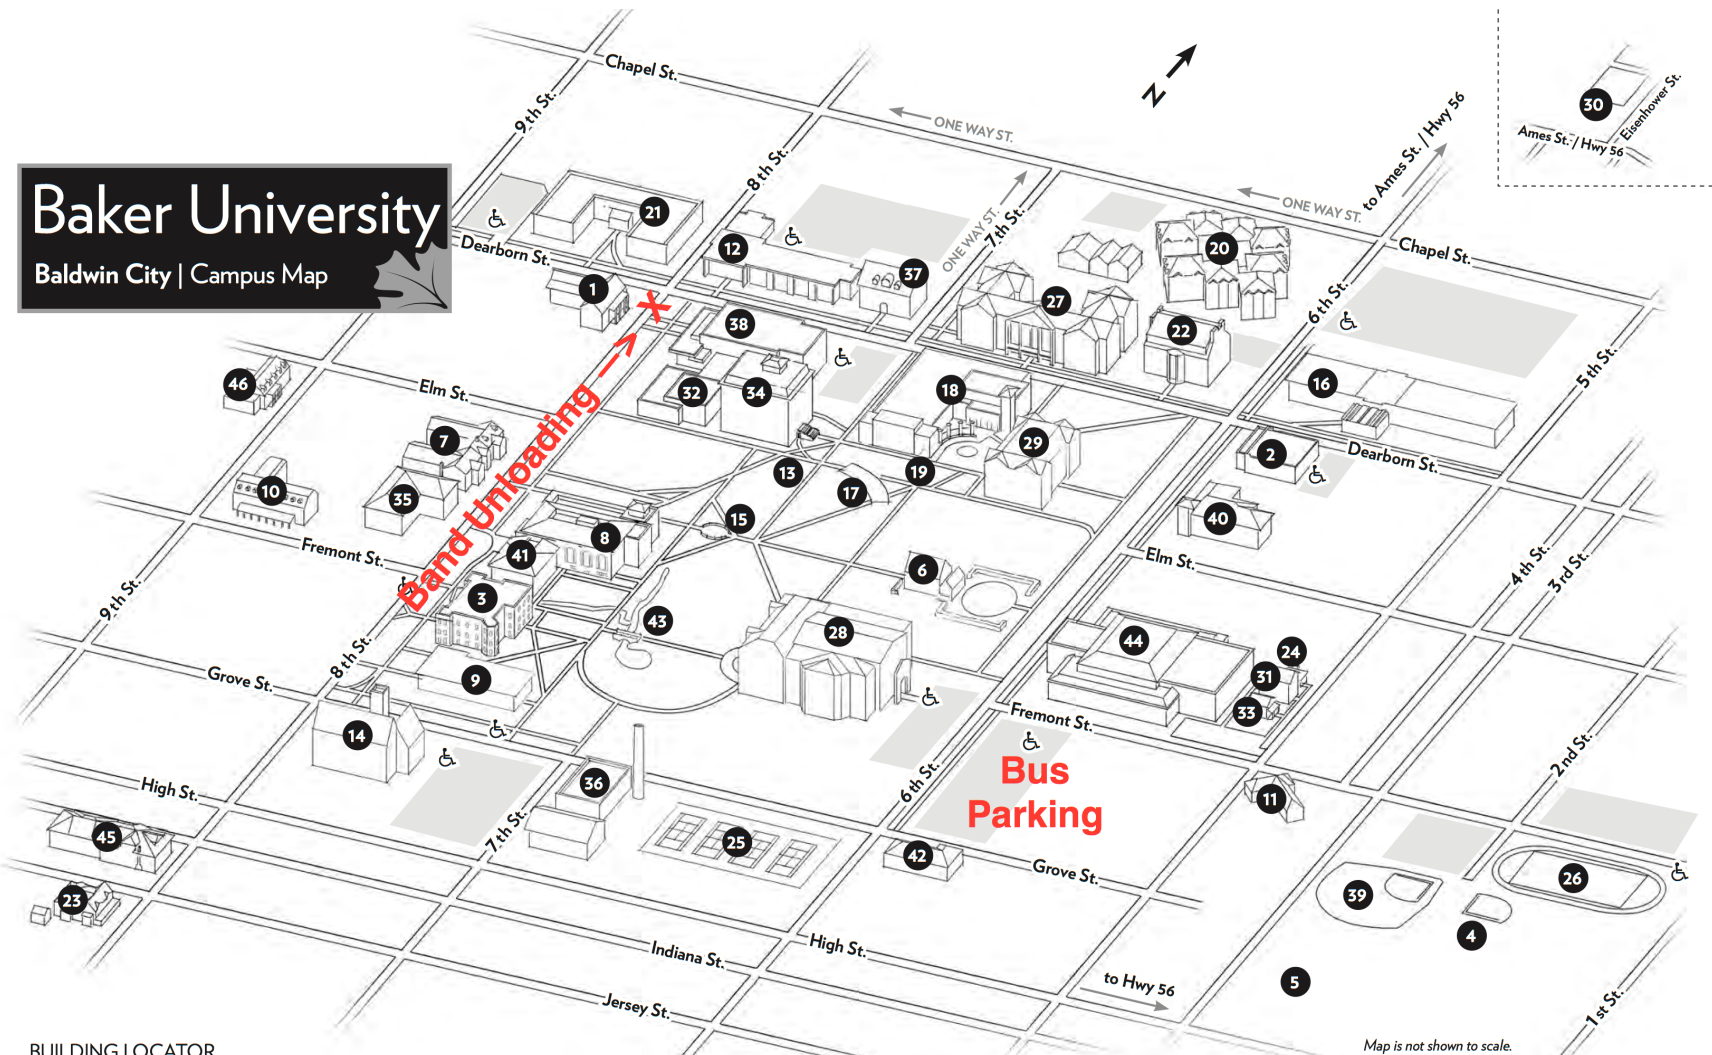 Chapel St.
9th St.
8th St.
ONE WAY ST.
N
to Ames St. / Hwy 56
30
Eisenhower St.
Ames St. / Hwy 56
Baker University
Baldwin City | Campus Map
21
Dearborn St.
12
37
ONE WAY ST.
7th St.
20
ONE WAY ST.
Chapel St.
1
X
38
27
22
6th St.
5th St.
46
Elm St.
32
34
18
16
7
29
2
Dearborn St.
10
35
13
17
19
Band Unloading
15
40
8
41
Fremont St.
6
Elm St.
4th St.
3rd St.
9th St.
3
43
28
44
24
31
33
8th St.
Grove St.
9
14
Fremont St.
2nd St.
36
6th St.
Bus
Parking
11
High St.
45
7th St.
25
42
Grove St.
39
26
23
4
Indiana St.
High St.
to Hwy 56
5
Jersey St.
1st St.
BUILDING LOCATOR
Map is not shown to scale.